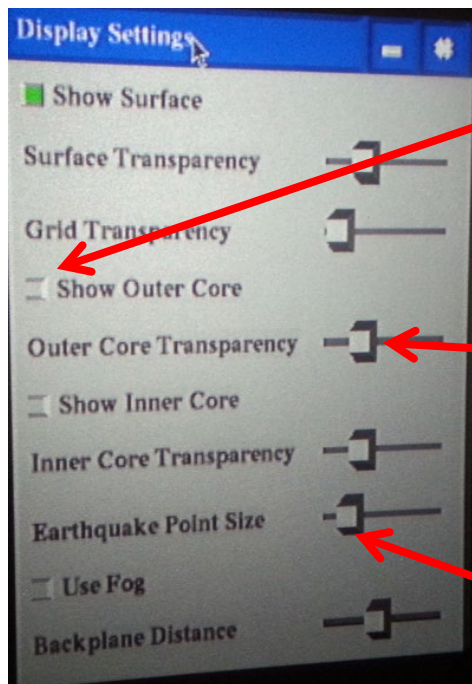 Display Settings
Show Surface
Surface Transparency
Grid Transparency
Show Outer Core
Outer Core Transparency
Show Inner Core
Inner Core Transparency
Earthquake Point Size
Use Fog
Backplane Distance